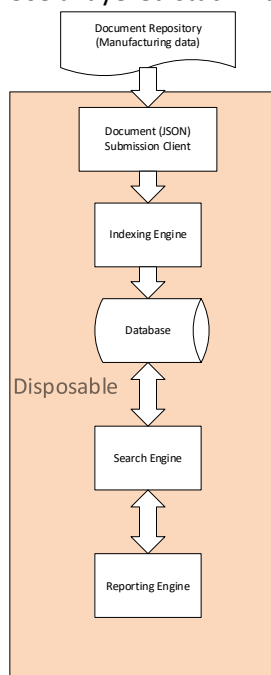 Document Repository
(Manufacturing data)
Document (JSON)
Submission Client
Indexing Engine
Database
Disposable
Search Engine
Reporting Engine